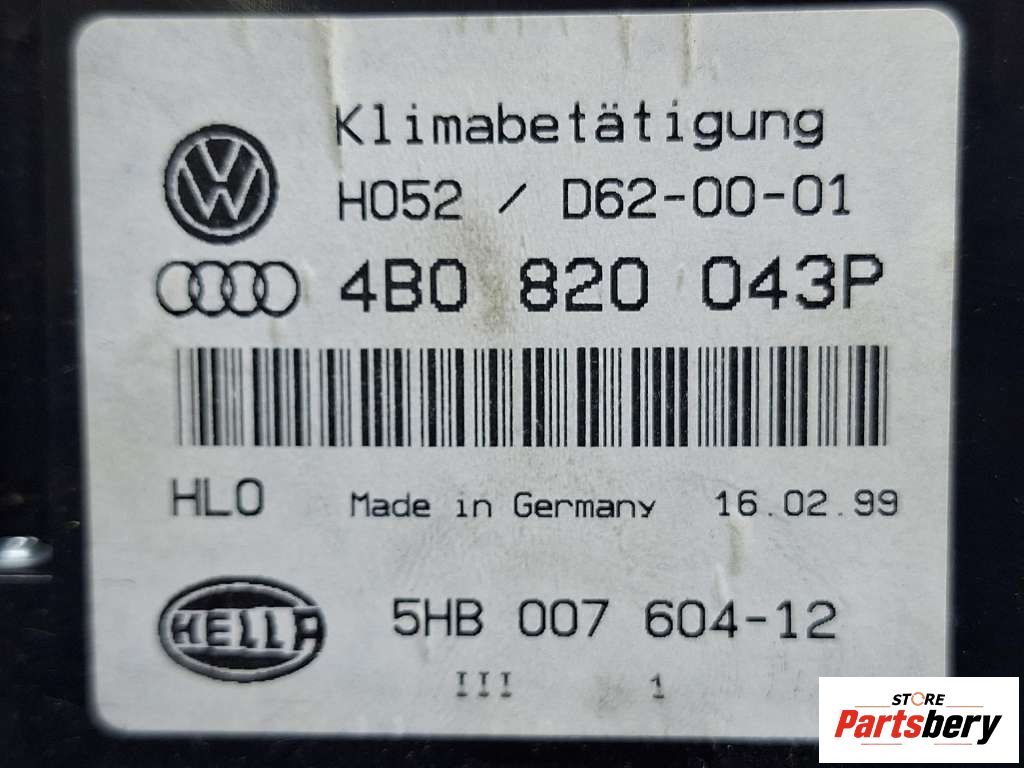 Klimabetätigung
H052 / D62-00-01
4B0 820 043P
HLO Made in Germany 16.02.99
HELLA 5HB 007 604-12
III 1
STORE
Partsbery